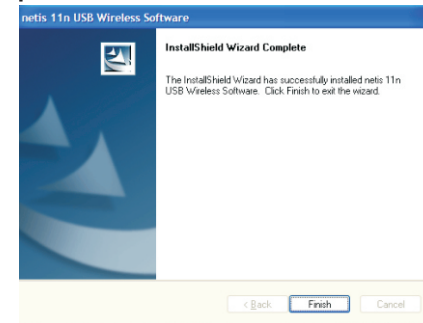 netis 11n USB Wireless Software
InstallShield Wizard Complete
The InstallShield Wizard has successfully installed netis 11n
USB Wireless Software. Click Finish to exit the wizard.
< Back
Finish
Cancel